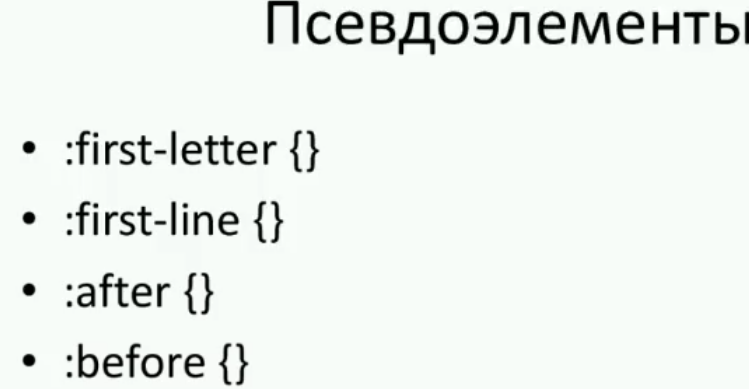 Псевдоэлементы
• :first-letter {}
• :first-line {}
• :after {}
• :before {}